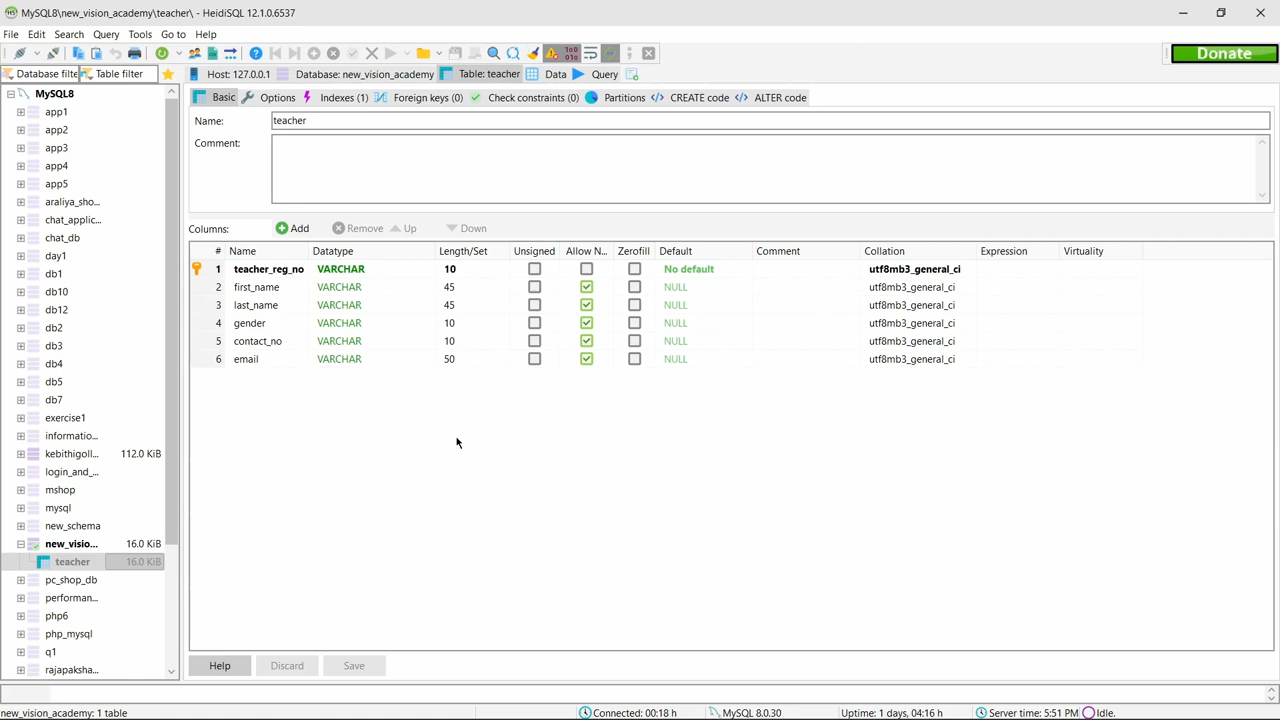 MySQL8\new_vision_academy\teacher\ - HeidiSQL 12.1.0.6537
File Edit Search Query Tools Go to Help
Donate
Database filte Table filter Host: 127.0.0.1 Database: new_vision_academy Table: teacher Data Query
MySQL8
app1
app2
app3
app4
app5
araliya_sho...
chat_applic...
chat_db
day1
db1
db10
db12
db2
db3
db4
db5
db7
exercise1
informatio...
kebithigoll... 112.0 KiB
login_and_...
mshop
mysql
new_schema
new_visio... 16.0 KiB
teacher 16.0 KiB
pc_shop_db
performan...
php6
php_mysql
q1
rajapaksha...
Basic Options Indexes (1) Foreign keys (0) Check constraints (0) Partitions CREATE code ALTER code
Name: teacher
Comment:
Add Remove Up Down
# Name Datatype Length/Set Unsigned Allow N... Zerofill Default Comment Collation Expression Virtuality
1 teacher_reg_no VARCHAR 10 No default utf8mb3_general_ci
2 first_name VARCHAR 45 NULL utf8mb3_general_ci
3 last_name VARCHAR 45 NULL utf8mb3_general_ci
4 gender VARCHAR 10 NULL utf8mb3_general_ci
5 contact_no VARCHAR 10 NULL utf8mb3_general_ci
6 email VARCHAR 50 NULL utf8mb3_general_ci
Help Discard Save
new_vision_academy: 1 table Connected: 00:18 h MySQL 8.0.30 Uptime: 1 days, 04:16 h Server time: 5:51 PM Idle.